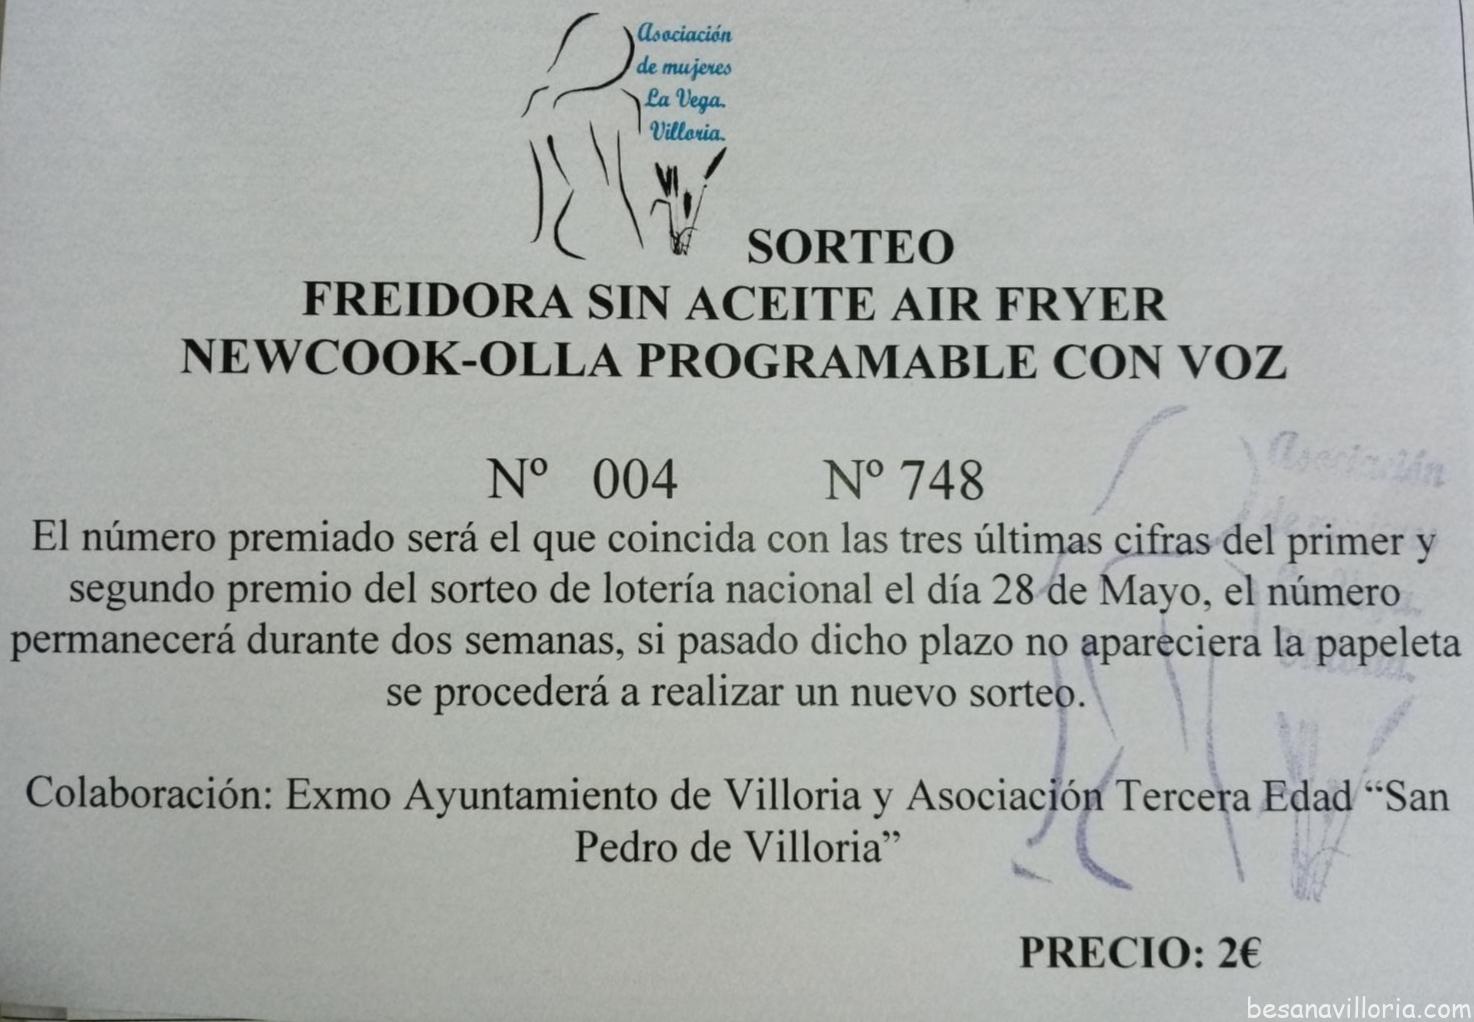 Asociación
de mujeres
La Vega.
Villoria.
SORTEO
FREIDORA SIN ACEITE AIR FRYER
NEWCOOK-OLLA PROGRAMABLE CON VOZ
Nº 004 Nº 748
El número premiado será el que coincida con las tres últimas cifras del primer y
segundo premio del sorteo de lotería nacional el día 28 de Mayo, el número
permanecerá durante dos semanas, si pasado dicho plazo no apareciera la papeleta
se procederá a realizar un nuevo sorteo.
Asociación
Colaboración: Exmo Ayuntamiento de Villoria y Asociación Tercera Edad “San
Pedro de Villoria”
PRECIO: 2€
besanavilloria.com